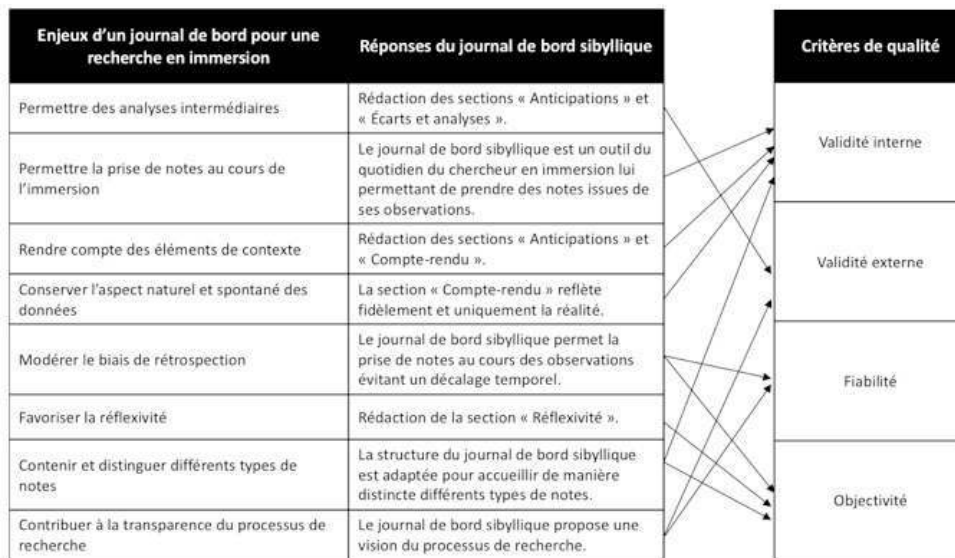 Enjeux d'un journal de bord pour une
recherche en immersion
Réponses du journal de bord sibyllique
Critères de qualité
Permettre des analyses intermédiaires
Rédaction des sections « Anticipations » et
« Écarts et analyses ».
Permettre la prise de notes au cours de
l'immersion
Le journal de bord sibyllique est un outil du
quotidien du chercheur en immersion lui
permettant de prendre des notes issues de
ses observations.
Validité interne
Rendre compte des éléments de contexte
Rédaction des sections « Anticipations » et
« Compte-rendu ».
Conserver l'aspect naturel et spontané des
données
La section « Compte-rendu » reflète
fidèlement et uniquement la réalité.
Validité externe
Modérer le biais de rétrospection
Le journal de bord sibyllique permet la
prise de notes au cours des observations
évitant un décalage temporel.
Fiabilité
Favoriser la réflexivité
Rédaction de la section « Réflexivité ».
Contenir et distinguer différents types de
notes
La structure du journal de bord sibyllique
est adaptée pour accueillir de manière
distincte différents types de notes.
Objectivité
Contribuer à la transparence du processus de
recherche
Le journal de bord sibyllique propose une
vision du processus de recherche.